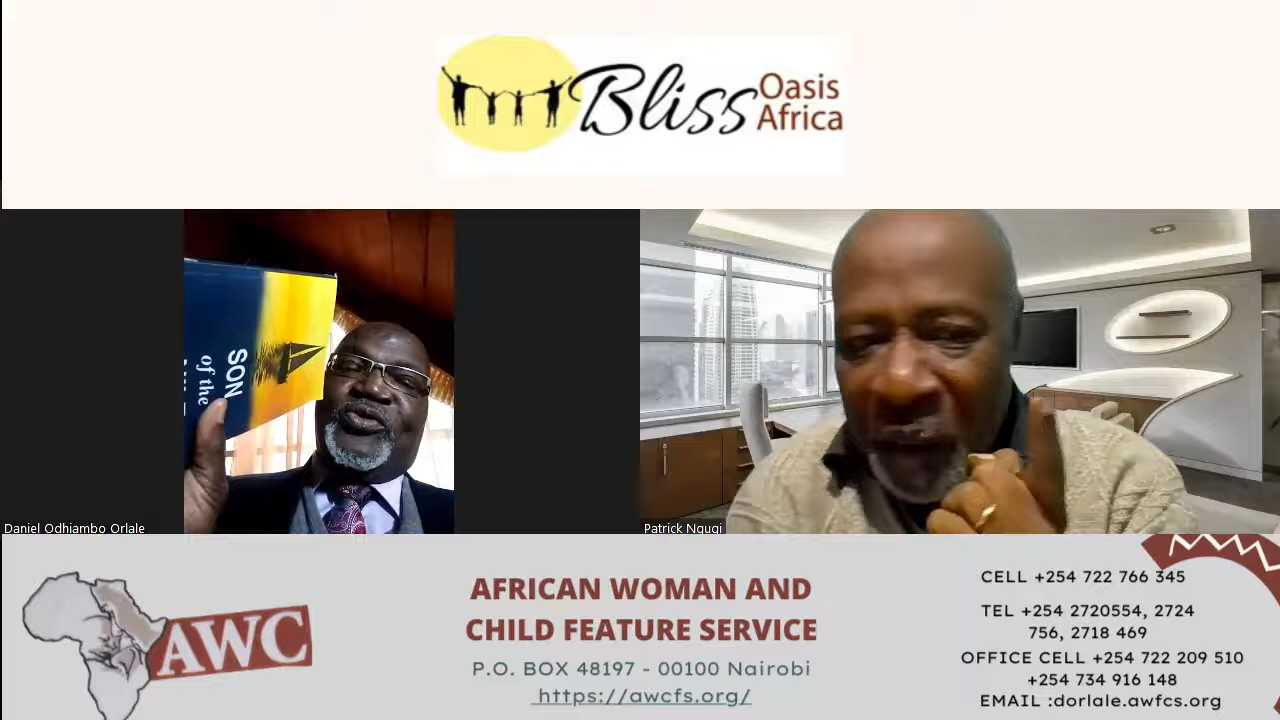 Bliss Oasis
Africa
SON
of the
Daniel Odhiambo Orlale
Patrick Ngugi
AWC
AFRICAN WOMAN AND
CHILD FEATURE SERVICE
P.O. BOX 48197 - 00100 Nairobi
https://awcfs.org/
CELL +254 722 766 345
TEL +254 2720554, 2724
756, 2718 469
OFFICE CELL +254 722 209 510
+254 734 916 148
EMAIL :dorlale.awfcs.org